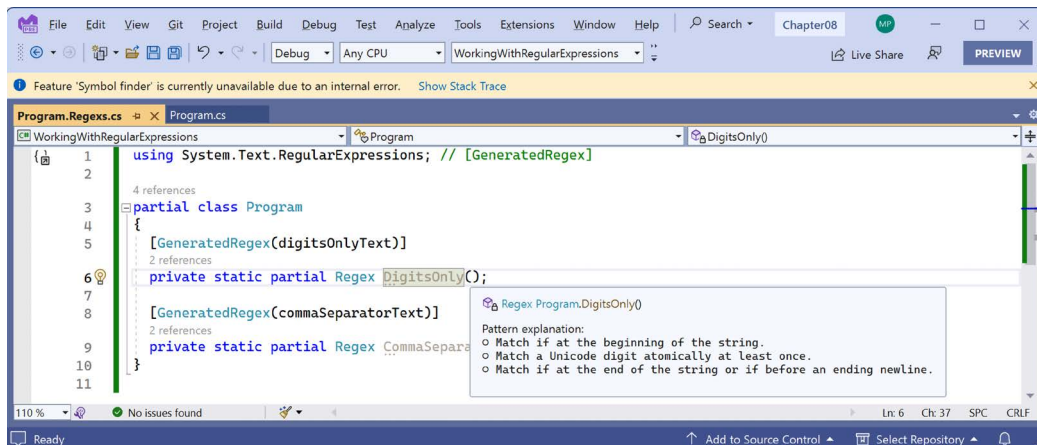 File Edit View Git Project Build Debug Test Analyze Tools Extensions Window Help Search Chapter08 MP
Debug Any CPU WorkingWithRegularExpressions Live Share PREVIEW
Feature 'Symbol finder' is currently unavailable due to an internal error. Show Stack Trace
Program.Regexs.cs Program.cs
C# WorkingWithRegularExpressions Program DigitsOnly()
1 using System.Text.RegularExpressions; // [GeneratedRegex]
2
4 references
3 partial class Program
4 {
5 [GeneratedRegex(digitsOnlyText)]
2 references
6 private static partial Regex DigitsOnly();
7
8 [GeneratedRegex(commaSeparatorText)]
2 references
9 private static partial Regex CommaSepara
10 }
11
Regex Program.DigitsOnly()
Pattern explanation:
○ Match if at the beginning of the string.
○ Match a Unicode digit atomically at least once.
○ Match if at the end of the string or if before an ending newline.
110 % No issues found Ln: 6 Ch: 37 SPC CRLF
Ready Add to Source Control Select Repository